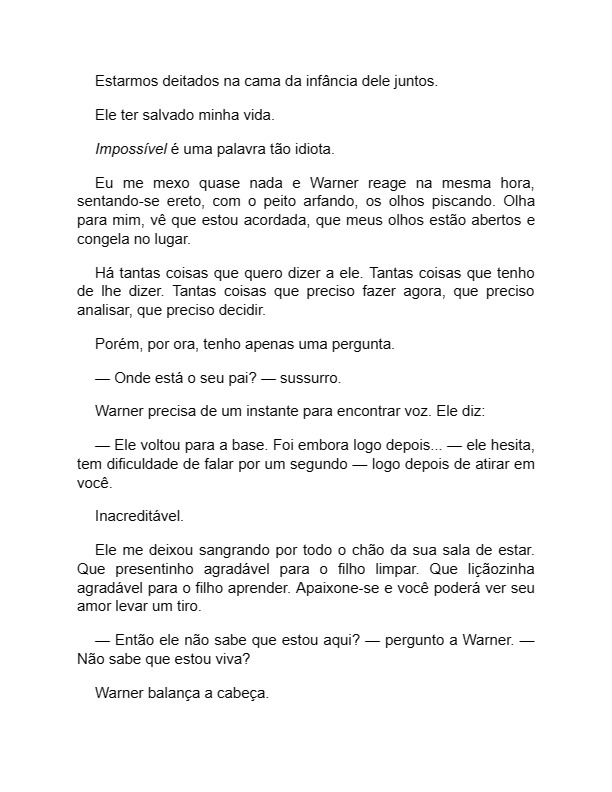 Estarmos deitados na cama da infância dele juntos.
Ele ter salvado minha vida.
Impossível é uma palavra tão idiota.
Eu me mexo quase nada e Warner reage na mesma hora,
sentando-se ereto, com o peito arfando, os olhos piscando. Olha
para mim, vê que estou acordada, que meus olhos estão abertos e
congela no lugar.
Há tantas coisas que quero dizer a ele. Tantas coisas que tenho
de lhe dizer. Tantas coisas que preciso fazer agora, que preciso
analisar, que preciso decidir.
Porém, por ora, tenho apenas uma pergunta.
— Onde está o seu pai? — sussurro.
Warner precisa de um instante para encontrar voz. Ele diz:
— Ele voltou para a base. Foi embora logo depois... — ele hesita,
tem dificuldade de falar por um segundo — logo depois de atirar em
você.
Inacreditável.
Ele me deixou sangrando por todo o chão da sua sala de estar.
Que presentinho agradável para o filho limpar. Que liçãozinha
agradável para o filho aprender. Apaixone-se e você poderá ver seu
amor levar um tiro.
— Então ele não sabe que estou aqui? — pergunto a Warner. —
Não sabe que estou viva?
Warner balança a cabeça.